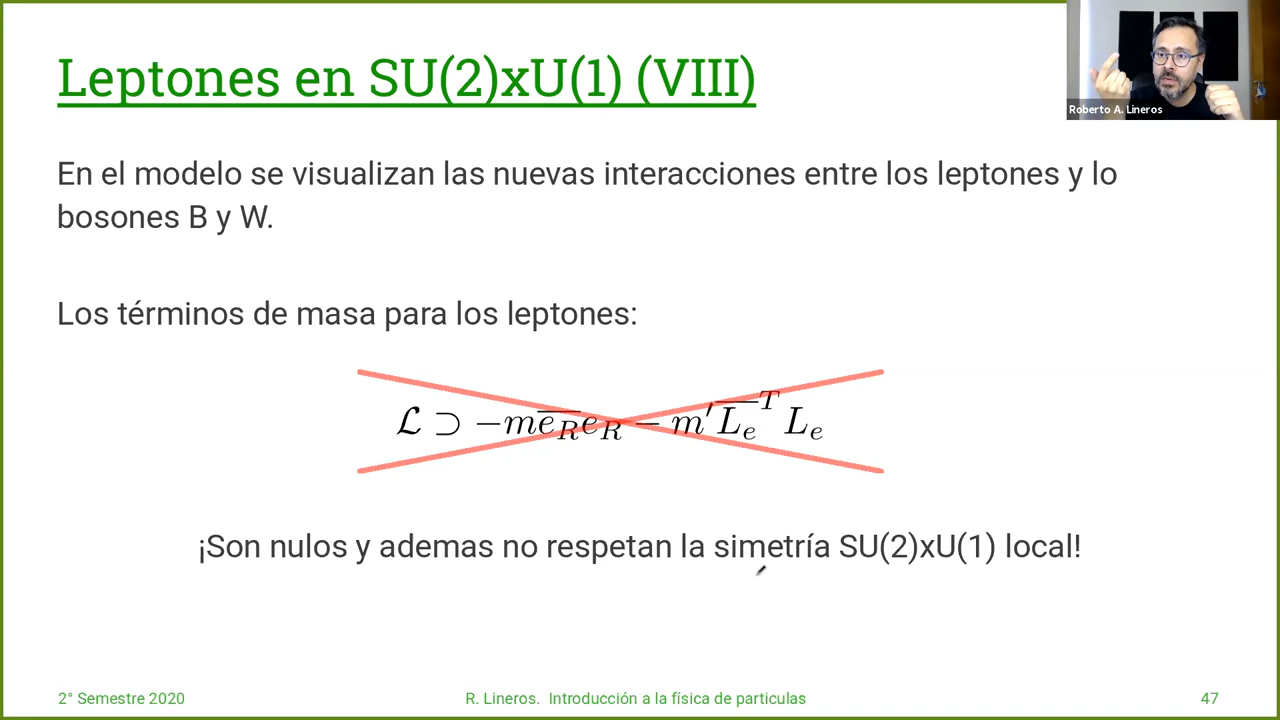 Leptones en SU(2)xU(1) (VIII)
Roberto A. Lineros
En el modelo se visualizan las nuevas interacciones entre los leptones y lo
bosones B y W.
Los términos de masa para los leptones:
$\mathcal{L} \supset -m\overline{e_R}e_R - m'\overline{L_e}^T L_e$
¡Son nulos y ademas no respetan la simetría SU(2)xU(1) local!
2° Semestre 2020
R. Lineros. Introducción a la física de particulas
47